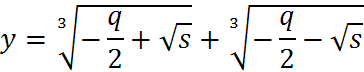 y = ∛(−q/2 + √s) + ∛(−q/2 − √s)